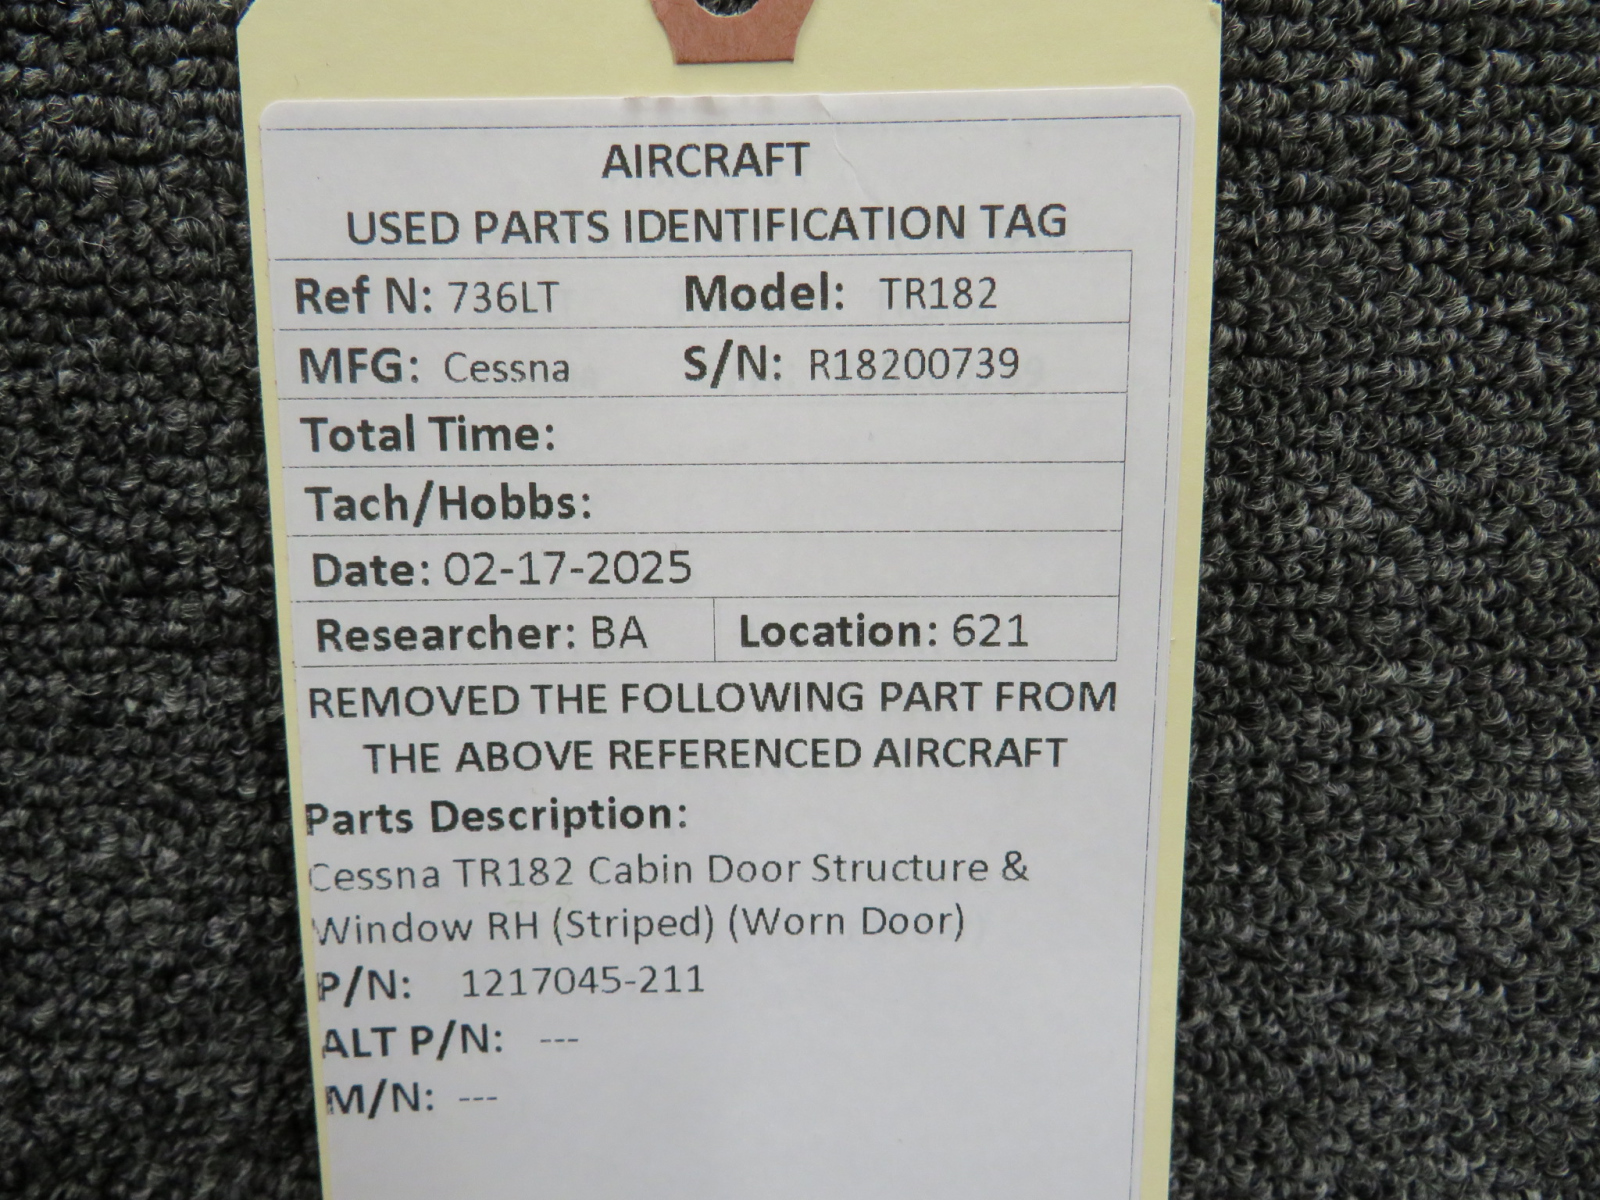 AIRCRAFT
USED PARTS IDENTIFICATION TAG
Ref N: 736LT Model: TR182
MFG: Cessna S/N: R18200739
Total Time:
Tach/Hobbs:
Date: 02-17-2025
Researcher: BA Location: 621
REMOVED THE FOLLOWING PART FROM
THE ABOVE REFERENCED AIRCRAFT
Parts Description:
Cessna TR182 Cabin Door Structure &
Window RH (Striped) (Worn Door)
P/N: 1217045-211
ALT P/N: ---
M/N: ---